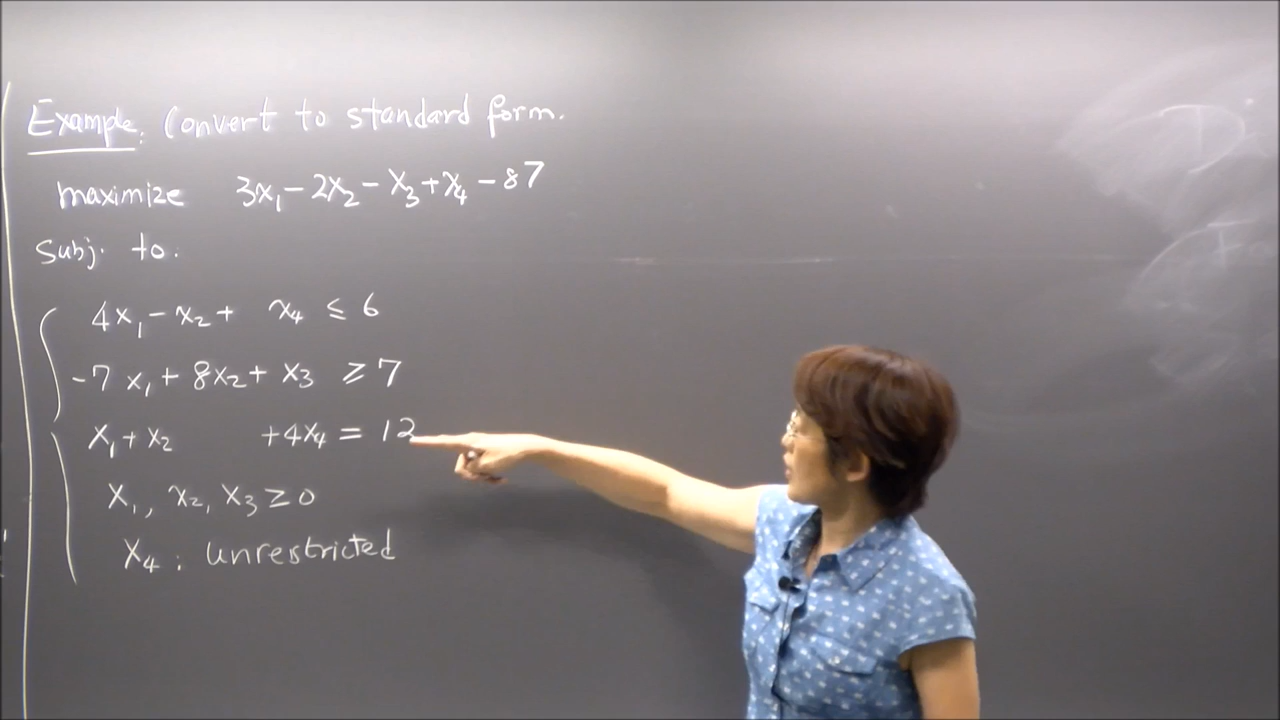 Example: Convert to standard form.
maximize 3x₁ - 2x₂ - x₃ + x₄ - 87
Subj. to:
4x₁ - x₂ + x₄ ≤ 6
-7x₁ + 8x₂ + x₃ ≥ 7
x₁ + x₂ + 4x₄ = 12
x₁, x₂, x₃ ≥ 0
x₄ : unrestricted